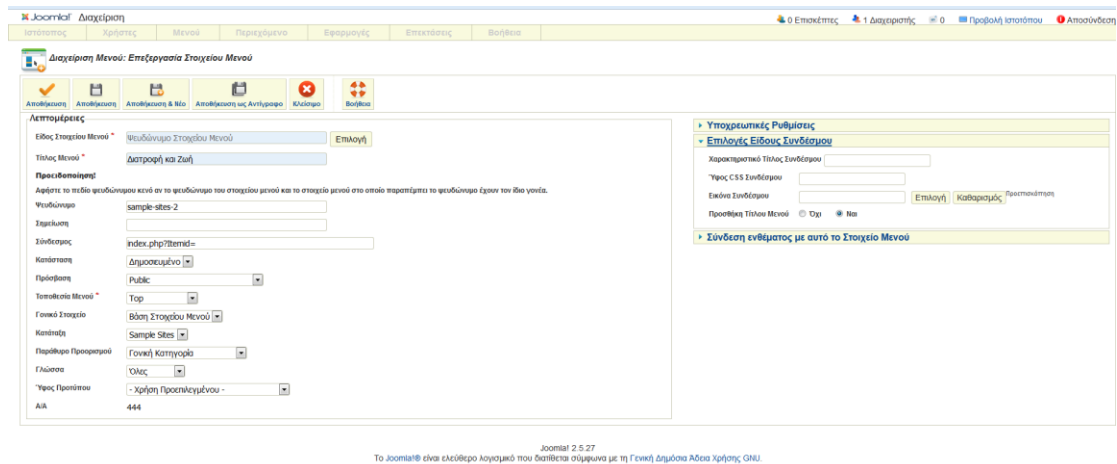 Joomla! Διαχείριση
0 Επισκέπτες 1 Διαχειριστής 0 Προβολή Ιστοτόπου Αποσύνδεση
Ιστότοπος Χρήστες Μενού Περιεχόμενο Εφαρμογές Επεκτάσεις Βοήθεια
Διαχείριση Μενού: Επεξεργασία Στοιχείου Μενού
Αποθήκευση Αποθήκευση Αποθήκευση & Νέο Αποθήκευση ως Αντίγραφο Κλείσιμο Βοήθεια
Λεπτομέρειες
Είδος Στοιχείου Μενού * Ψευδώνυμο Στοιχείου Μενού Επιλογή
Τίτλος Μενού * Διατροφή και Ζωή
Προειδοποίηση!
Αφήστε το πεδίο ψευδώνυμου κενό αν το ψευδώνυμο του στοιχείου μενού και το στοιχείο μενού στο οποίο παραπέμπει το ψευδώνυμο έχουν τον ίδιο γονέα.
Ψευδώνυμο sample-sites-2
Σημείωση
Σύνδεσμος index.php?Itemid=
Κατάσταση Δημοσιευμένο
Πρόσβαση Public
Τοποθεσία Μενού * Top
Γονικό Στοιχείο Βάση Στοιχείου Μενού
Κατάταξη Sample Sites
Παράθυρο Προορισμού Γονική Κατηγορία
Γλώσσα Όλες
Ύφος Προτύπου - Χρήση Προεπιλεγμένου -
Α/Α 444
Υποχρεωτικές Ρυθμίσεις
Επιλογές Είδους Συνδέσμου
Χαρακτηριστικό Τίτλος Συνδέσμου
Ύφος CSS Συνδέσμου
Εικόνα Συνδέσμου Επιλογή Καθαρισμός Προεπισκόπηση
Προσθήκη Τίτλου Μενού Όχι Ναι
Σύνδεση ενθέματος με αυτό το Στοιχείο Μενού
Joomla! 2.5.27
Το Joomla!® είναι ελεύθερο λογισμικό που διατίθεται σύμφωνα με τη Γενική Δημόσια Άδεια Χρήσης GNU.